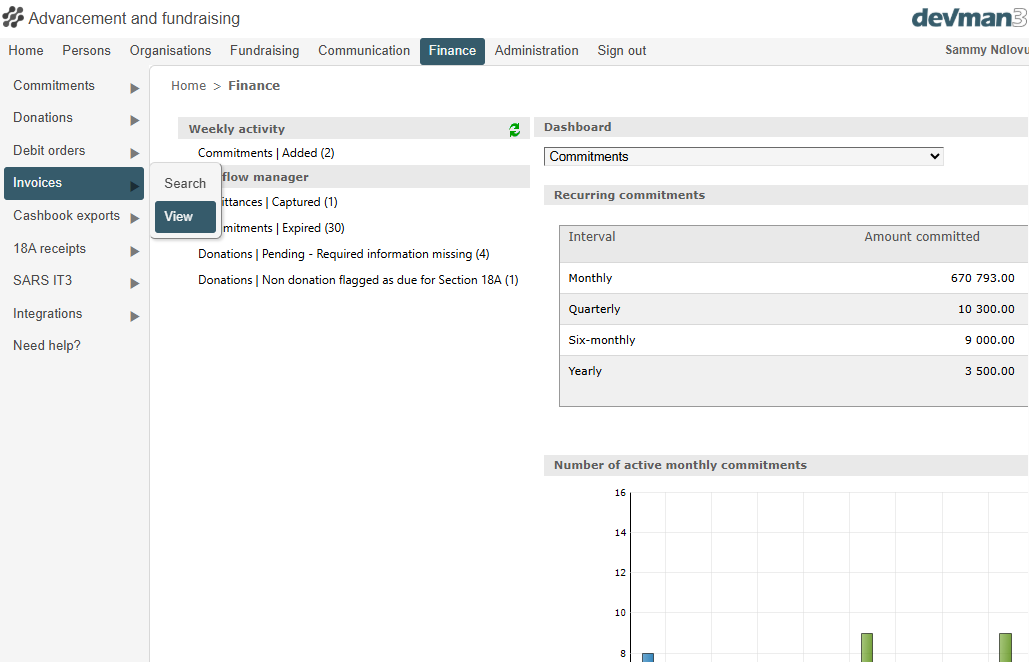 Advancement and fundraising
devman3
Home Persons Organisations Fundraising Communication Finance Administration Sign out
Sammy Ndlovu
Commitments
Donations
Debit orders
Invoices
Cashbook exports
18A receipts
SARS IT3
Integrations
Need help?
Search
View
Home > Finance
Weekly activity
Commitments | Added (2)
flow manager
ittances | Captured (1)
mitments | Expired (30)
Donations | Pending - Required information missing (4)
Donations | Non donation flagged as due for Section 18A (1)
Dashboard
Commitments
Recurring commitments
Interval Amount committed
Monthly 670 793.00
Quarterly 10 300.00
Six-monthly 9 000.00
Yearly 3 500.00
Number of active monthly commitments
16
14
12
10
8